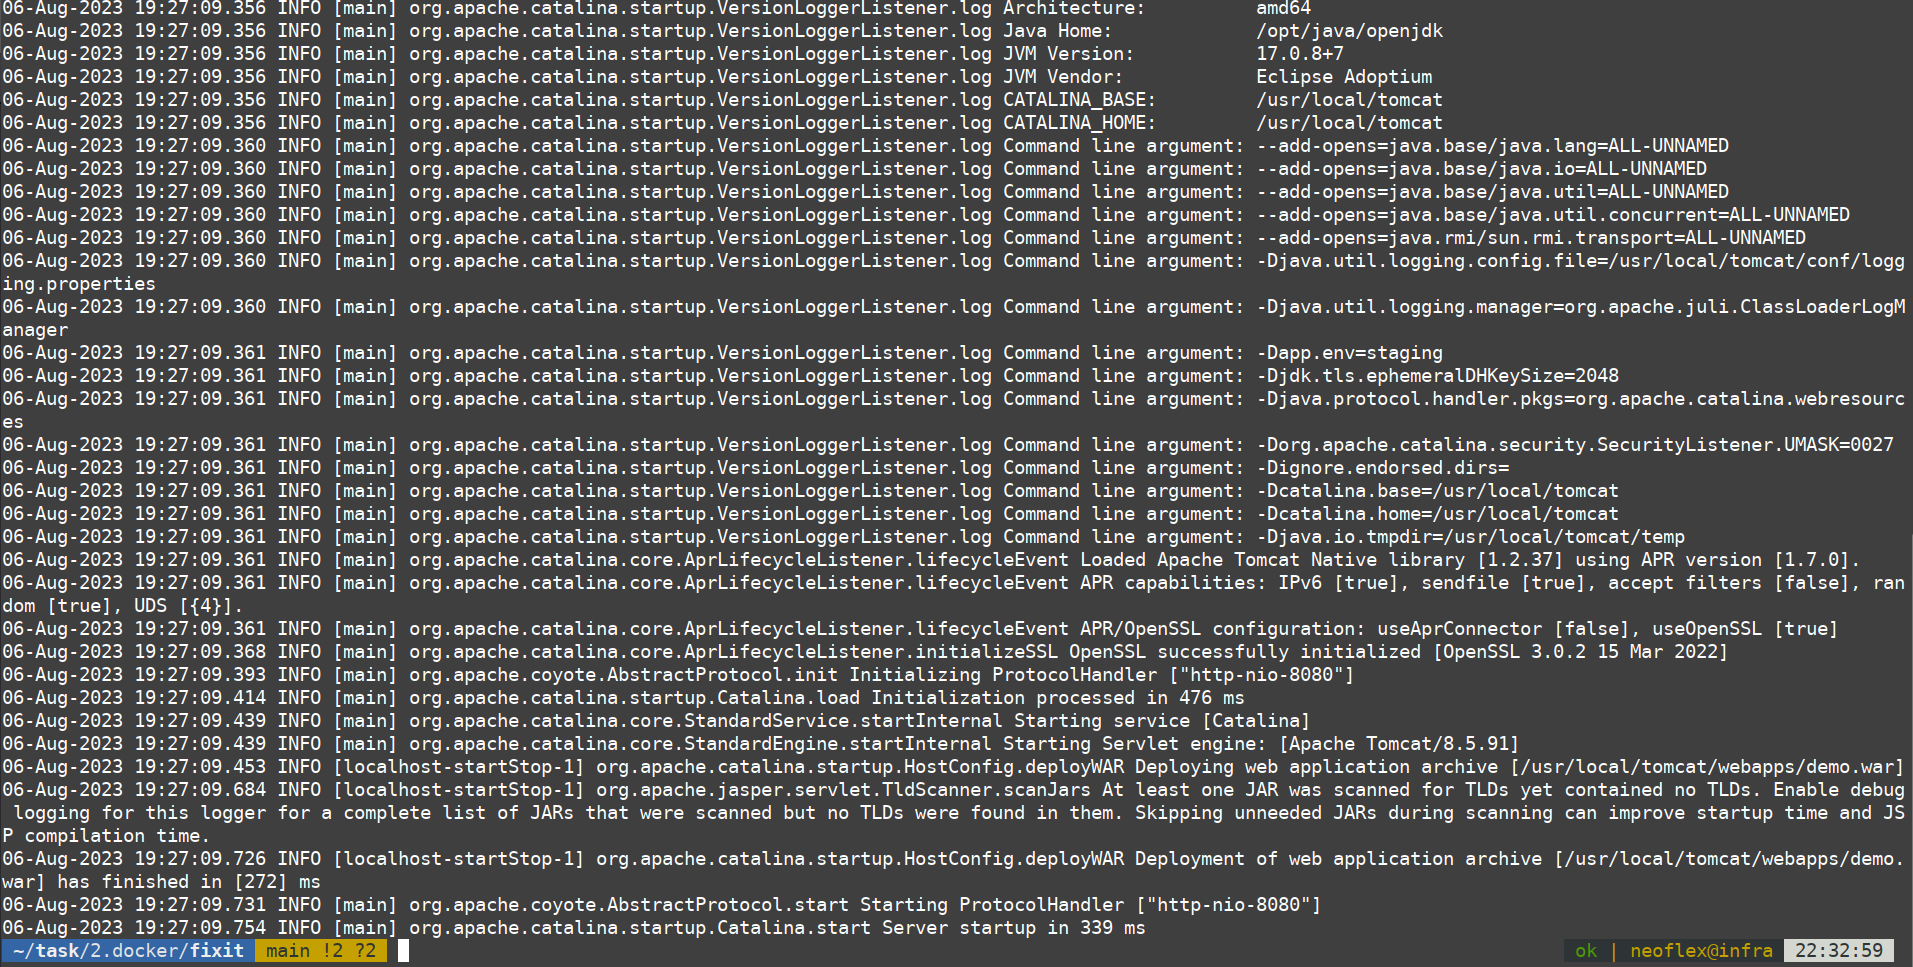 06-Aug-2023 19:27:09.356 INFO [main] org.apache.catalina.startup.VersionLoggerListener.log Architecture:          amd64
06-Aug-2023 19:27:09.356 INFO [main] org.apache.catalina.startup.VersionLoggerListener.log Java Home:             /opt/java/openjdk
06-Aug-2023 19:27:09.356 INFO [main] org.apache.catalina.startup.VersionLoggerListener.log JVM Version:           17.0.8+7
06-Aug-2023 19:27:09.356 INFO [main] org.apache.catalina.startup.VersionLoggerListener.log JVM Vendor:            Eclipse Adoptium
06-Aug-2023 19:27:09.356 INFO [main] org.apache.catalina.startup.VersionLoggerListener.log CATALINA_BASE:         /usr/local/tomcat
06-Aug-2023 19:27:09.356 INFO [main] org.apache.catalina.startup.VersionLoggerListener.log CATALINA_HOME:         /usr/local/tomcat
06-Aug-2023 19:27:09.360 INFO [main] org.apache.catalina.startup.VersionLoggerListener.log Command line argument: --add-opens=java.base/java.lang=ALL-UNNAMED
06-Aug-2023 19:27:09.360 INFO [main] org.apache.catalina.startup.VersionLoggerListener.log Command line argument: --add-opens=java.base/java.io=ALL-UNNAMED
06-Aug-2023 19:27:09.360 INFO [main] org.apache.catalina.startup.VersionLoggerListener.log Command line argument: --add-opens=java.base/java.util=ALL-UNNAMED
06-Aug-2023 19:27:09.360 INFO [main] org.apache.catalina.startup.VersionLoggerListener.log Command line argument: --add-opens=java.base/java.util.concurrent=ALL-UNNAMED
06-Aug-2023 19:27:09.360 INFO [main] org.apache.catalina.startup.VersionLoggerListener.log Command line argument: --add-opens=java.rmi/sun.rmi.transport=ALL-UNNAMED
06-Aug-2023 19:27:09.360 INFO [main] org.apache.catalina.startup.VersionLoggerListener.log Command line argument: -Djava.util.logging.config.file=/usr/local/tomcat/conf/logg
ing.properties
06-Aug-2023 19:27:09.360 INFO [main] org.apache.catalina.startup.VersionLoggerListener.log Command line argument: -Djava.util.logging.manager=org.apache.juli.ClassLoaderLogM
anager
06-Aug-2023 19:27:09.361 INFO [main] org.apache.catalina.startup.VersionLoggerListener.log Command line argument: -Dapp.env=staging
06-Aug-2023 19:27:09.361 INFO [main] org.apache.catalina.startup.VersionLoggerListener.log Command line argument: -Djdk.tls.ephemeralDHKeySize=2048
06-Aug-2023 19:27:09.361 INFO [main] org.apache.catalina.startup.VersionLoggerListener.log Command line argument: -Djava.protocol.handler.pkgs=org.apache.catalina.webresourc
es
06-Aug-2023 19:27:09.361 INFO [main] org.apache.catalina.startup.VersionLoggerListener.log Command line argument: -Dorg.apache.catalina.security.SecurityListener.UMASK=0027
06-Aug-2023 19:27:09.361 INFO [main] org.apache.catalina.startup.VersionLoggerListener.log Command line argument: -Dignore.endorsed.dirs=
06-Aug-2023 19:27:09.361 INFO [main] org.apache.catalina.startup.VersionLoggerListener.log Command line argument: -Dcatalina.base=/usr/local/tomcat
06-Aug-2023 19:27:09.361 INFO [main] org.apache.catalina.startup.VersionLoggerListener.log Command line argument: -Dcatalina.home=/usr/local/tomcat
06-Aug-2023 19:27:09.361 INFO [main] org.apache.catalina.startup.VersionLoggerListener.log Command line argument: -Djava.io.tmpdir=/usr/local/tomcat/temp
06-Aug-2023 19:27:09.361 INFO [main] org.apache.catalina.core.AprLifecycleListener.lifecycleEvent Loaded Apache Tomcat Native library [1.2.37] using APR version [1.7.0].
06-Aug-2023 19:27:09.361 INFO [main] org.apache.catalina.core.AprLifecycleListener.lifecycleEvent APR capabilities: IPv6 [true], sendfile [true], accept filters [false], ran
dom [true], UDS [{4}].
06-Aug-2023 19:27:09.361 INFO [main] org.apache.catalina.core.AprLifecycleListener.lifecycleEvent APR/OpenSSL configuration: useAprConnector [false], useOpenSSL [true]
06-Aug-2023 19:27:09.368 INFO [main] org.apache.catalina.core.AprLifecycleListener.initializeSSL OpenSSL successfully initialized [OpenSSL 3.0.2 15 Mar 2022]
06-Aug-2023 19:27:09.393 INFO [main] org.apache.coyote.AbstractProtocol.init Initializing ProtocolHandler ["http-nio-8080"]
06-Aug-2023 19:27:09.414 INFO [main] org.apache.catalina.startup.Catalina.load Initialization processed in 476 ms
06-Aug-2023 19:27:09.439 INFO [main] org.apache.catalina.core.StandardService.startInternal Starting service [Catalina]
06-Aug-2023 19:27:09.439 INFO [main] org.apache.catalina.core.StandardEngine.startInternal Starting Servlet engine: [Apache Tomcat/8.5.91]
06-Aug-2023 19:27:09.453 INFO [localhost-startStop-1] org.apache.catalina.startup.HostConfig.deployWAR Deploying web application archive [/usr/local/tomcat/webapps/demo.war]
06-Aug-2023 19:27:09.684 INFO [localhost-startStop-1] org.apache.jasper.servlet.TldScanner.scanJars At least one JAR was scanned for TLDs yet contained no TLDs. Enable debug
 logging for this logger for a complete list of JARs that were scanned but no TLDs were found in them. Skipping unneeded JARs during scanning can improve startup time and JS
P compilation time.
06-Aug-2023 19:27:09.726 INFO [localhost-startStop-1] org.apache.catalina.startup.HostConfig.deployWAR Deployment of web application archive [/usr/local/tomcat/webapps/demo.
war] has finished in [272] ms
06-Aug-2023 19:27:09.731 INFO [main] org.apache.coyote.AbstractProtocol.start Starting ProtocolHandler ["http-nio-8080"]
06-Aug-2023 19:27:09.754 INFO [main] org.apache.catalina.startup.Catalina.start Server startup in 339 ms
~/task/2.docker/fixit main !2 ?2 ok | neoflex@infra 22:32:59